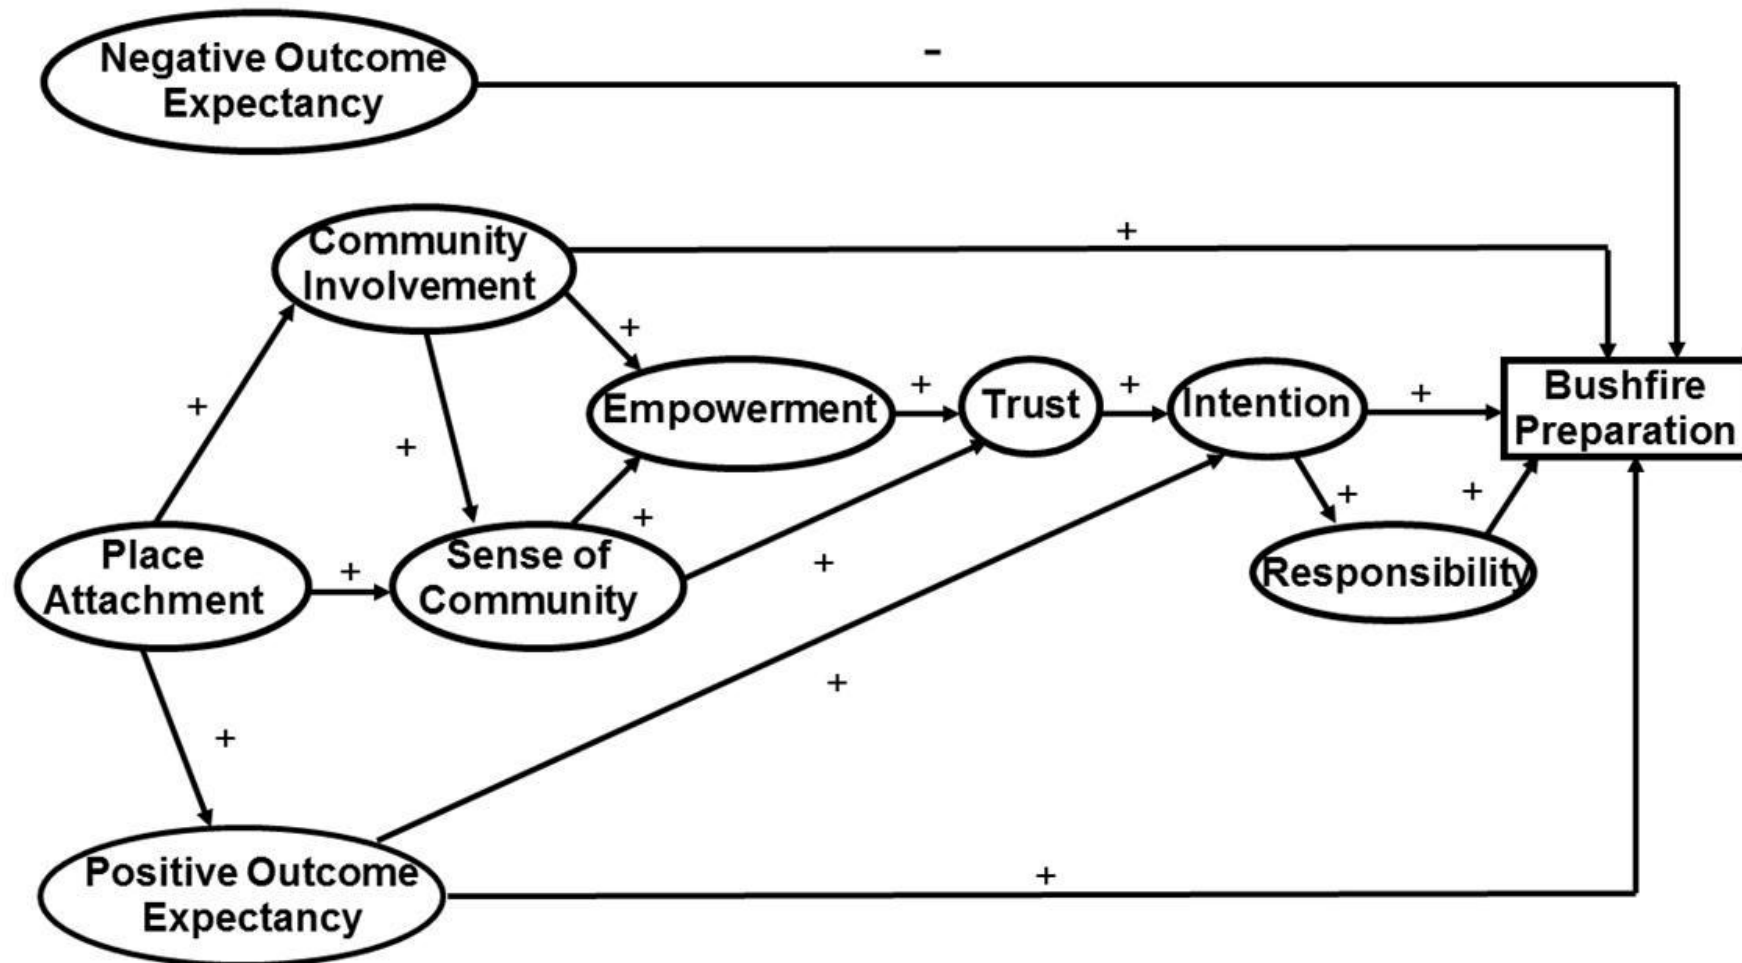 Negative Outcome
Expectancy
-
Community
Involvement
+
+
Empowerment
+
Trust
+
Intention
+
Bushfire
Preparation
+
+
+
+
+
Place
Attachment
+
Sense of
Community
+
Responsibility
+
+
Positive Outcome
Expectancy
+